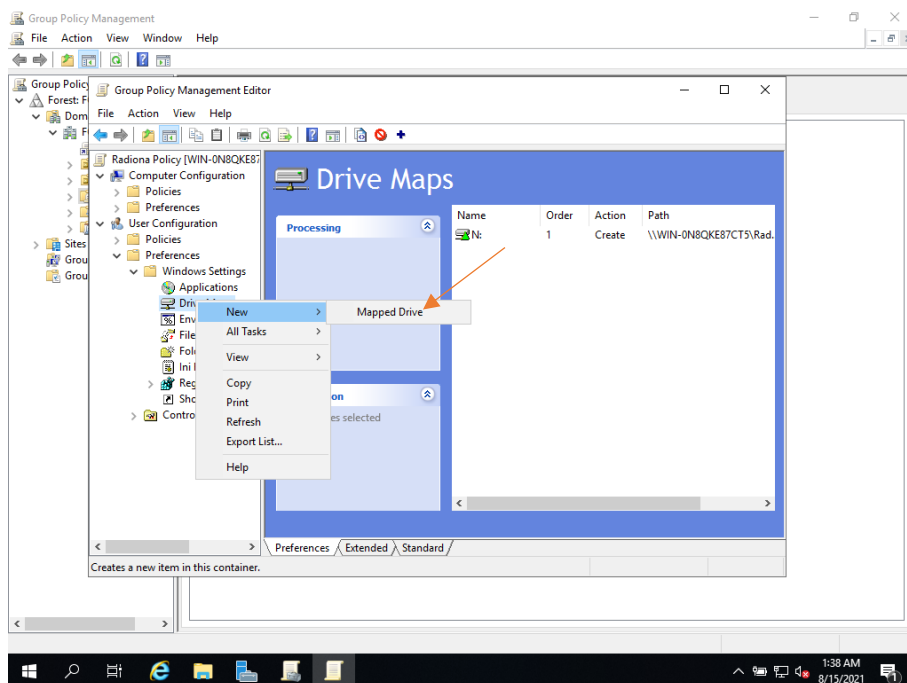 Group Policy Management
File Action View Window Help
Group Policy
Forest: F
Dom
F
Sites
Grou
Grou
Group Policy Management Editor
File Action View Help
Radiona Policy [WIN-0N8QKE87
Computer Configuration
Policies
Preferences
User Configuration
Policies
Preferences
Windows Settings
Applications
Driv
Env
File
Fol
Ini
Reg
Sho
Contro
New
All Tasks
View
Copy
Print
Refresh
Export List...
Help
Mapped Drive
Drive Maps
Processing
on
es selected
Name Order Action Path
N: 1 Create \\WIN-0N8QKE87CT5\Rad.
Preferences Extended Standard
Creates a new item in this container.
1:38 AM
8/15/2021
1